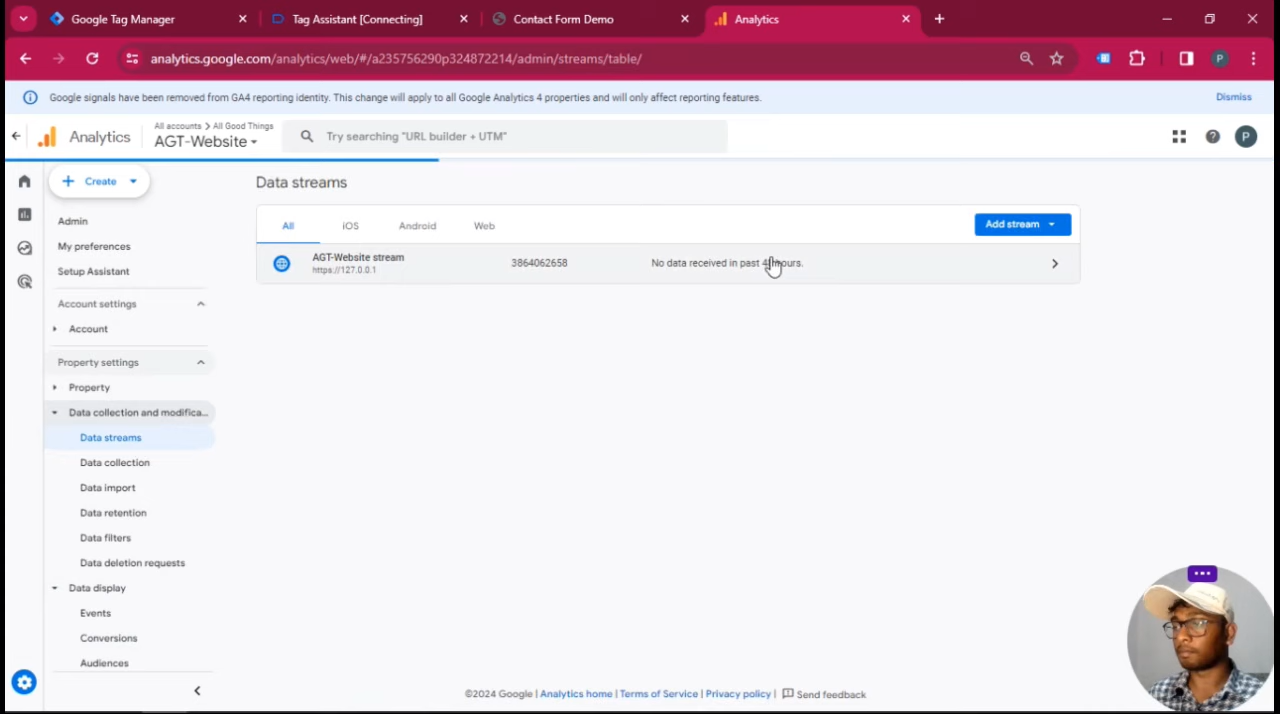 Google Tag Manager
Tag Assistant [Connecting]
Contact Form Demo
Analytics
analytics.google.com/analytics/web/#/a235756290p324872214/admin/streams/table/
P
Google signals have been removed from GA4 reporting identity. This change will apply to all Google Analytics 4 properties and will only affect reporting features.
Dismiss
Analytics
All accounts > All Good Things
AGT-Website
Try searching "URL builder + UTM"
P
Create
Admin
My preferences
Setup Assistant
Account settings
Account
Property settings
Property
Data collection and modifica...
Data streams
Data collection
Data import
Data retention
Data filters
Data deletion requests
Data display
Events
Conversions
Audiences
Data streams
All
iOS
Android
Web
Add stream
AGT-Website stream
https://127.0.0.1
3864062658
No data received in past hours.
©2024 Google | Analytics home | Terms of Service | Privacy policy | Send feedback